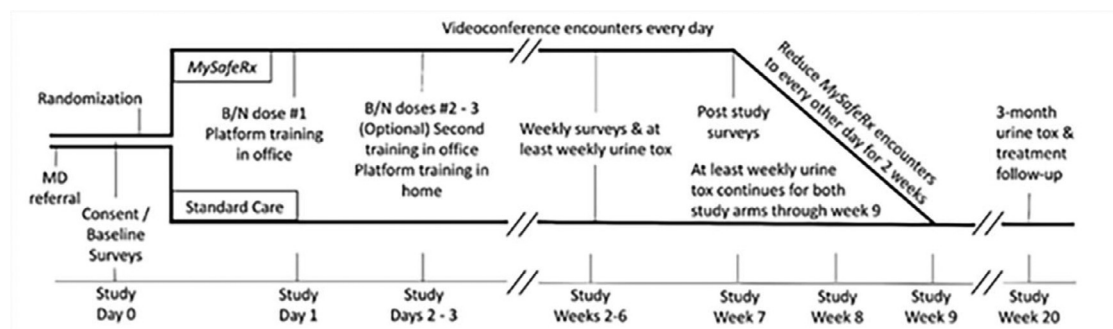 Videoconference encounters every day
MySafeRx
Randomization
B/N dose #1
Platform training
in office
B/N doses #2 - 3
(Optional) Second
training in office
Platform training in
home
Weekly surveys & at
least weekly urine tox
Post study
surveys
Reduce MySafeRx encounters
to every other day for 2 weeks
At least weekly urine
tox continues for both
study arms through week 9
3-month
urine tox &
treatment
follow-up
MD
referral
Consent /
Baseline
Surveys
Standard Care
Study
Day 0
Study
Day 1
Study
Days 2 - 3
Study
Weeks 2-6
Study
Week 7
Study
Week 8
Study
Week 9
Study
Week 20